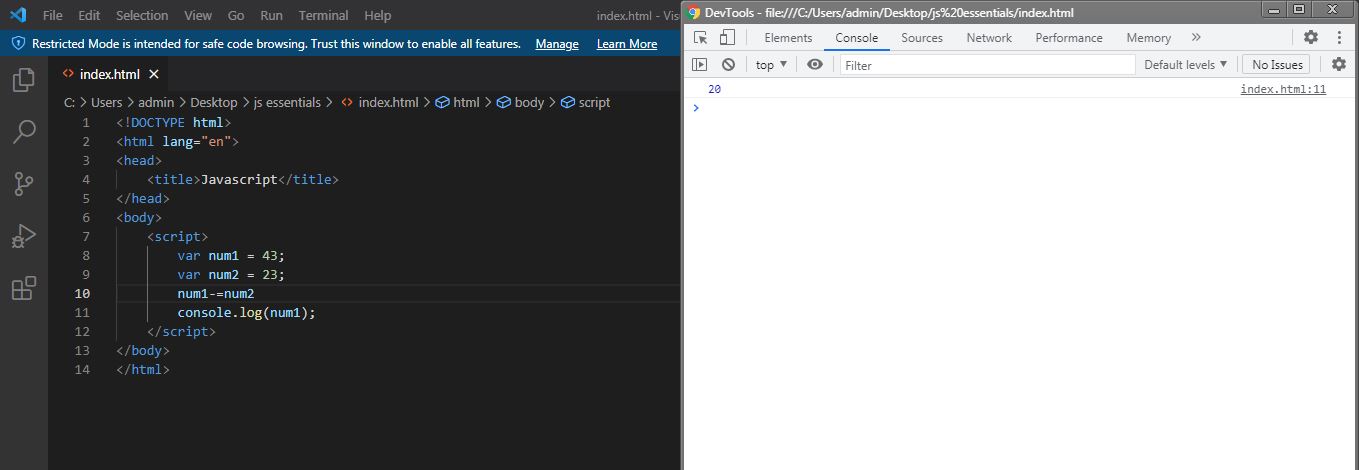 File Edit Selection View Go Run Terminal Help index.html - Vis
Restricted Mode is intended for safe code browsing. Trust this window to enable all features. Manage Learn More
index.html
C: > Users > admin > Desktop > js essentials > index.html > html > body > script
1 <!DOCTYPE html>
2 <html lang="en">
3 <head>
4 <title>Javascript</title>
5 </head>
6 <body>
7 <script>
8 var num1 = 43;
9 var num2 = 23;
10 num1-=num2
11 console.log(num1);
12 </script>
13 </body>
14 </html>
DevTools - file:///C:/Users/admin/Desktop/js%20essentials/index.html
Elements Console Sources Network Performance Memory »
top Filter Default levels No Issues
20 index.html:11